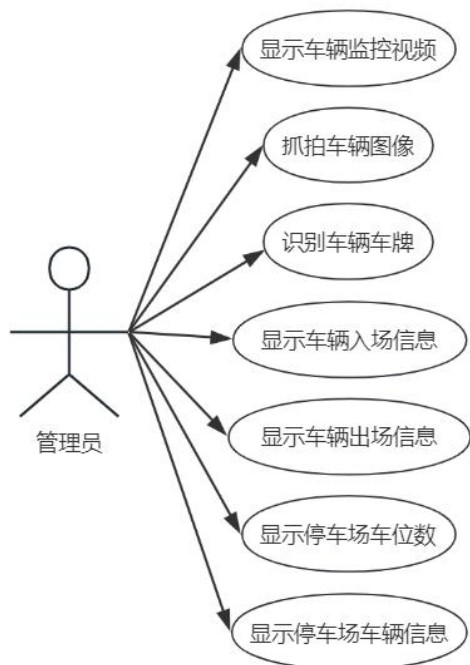 显示车辆监控视频
抓拍车辆图像
识别车辆车牌
显示车辆入场信息
显示车辆出场信息
管理员
显示停车场车位数
显示停车场车辆信息